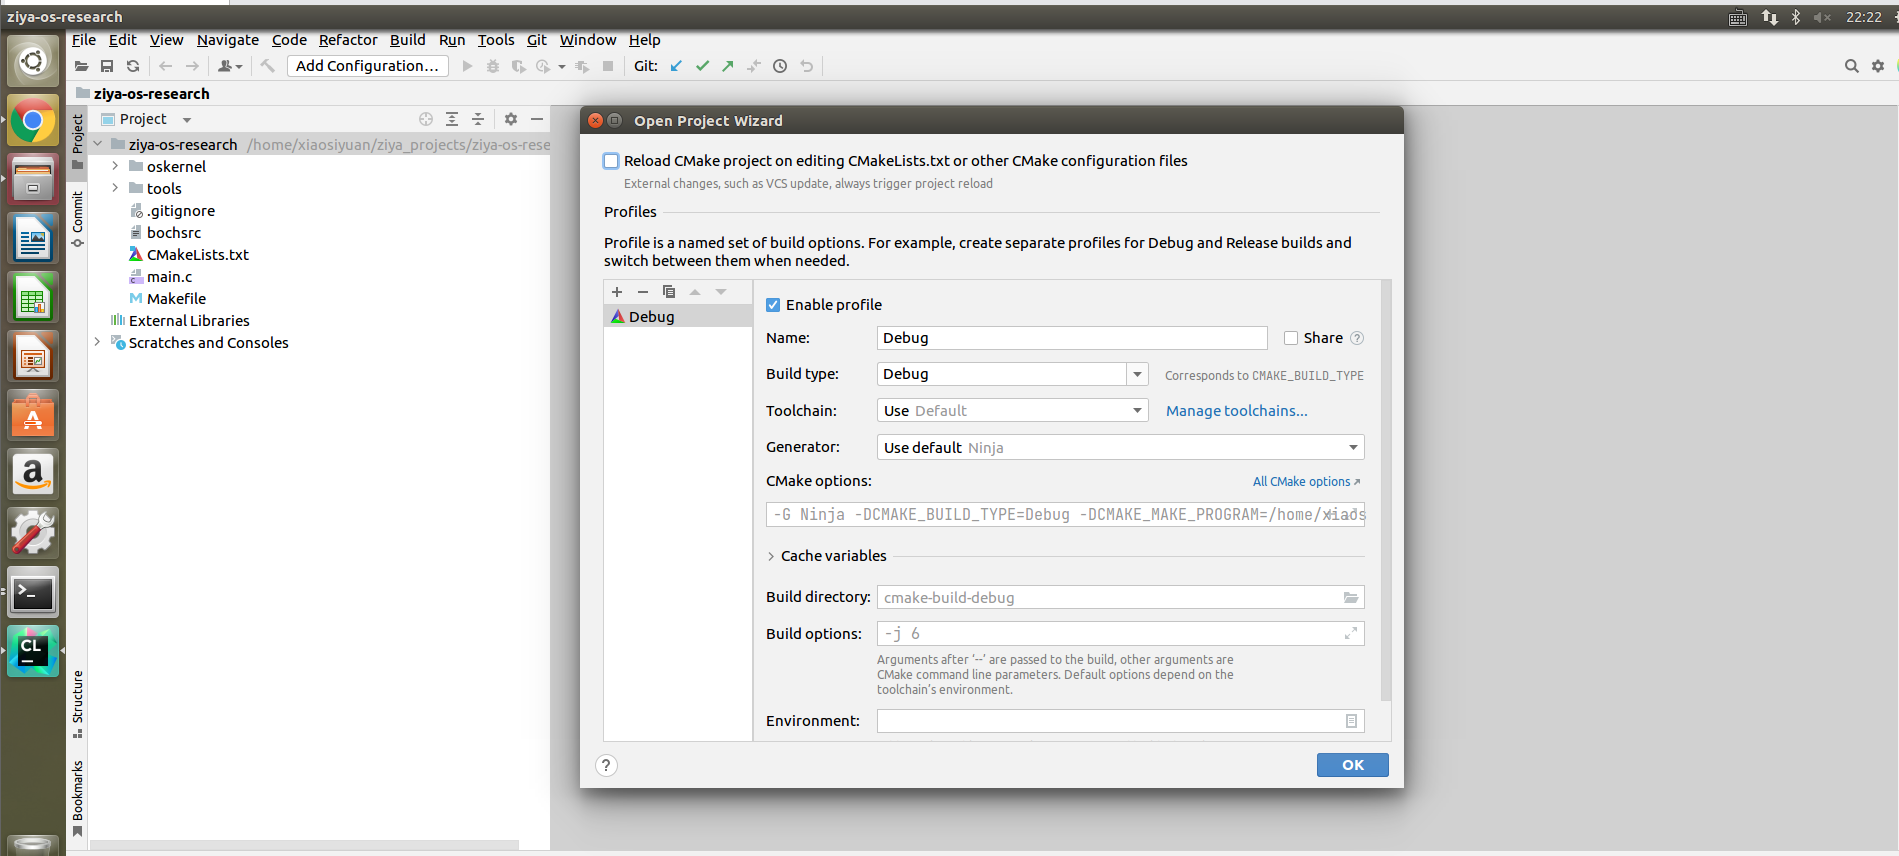 ziya-os-research
22:22
File Edit View Navigate Code Refactor Build Run Tools Git Window Help
Add Configuration... Git:
ziya-os-research
Project
Commit
Structure
Bookmarks
Project
ziya-os-research /home/xiaosiyuan/ziya_projects/ziya-os-rese
oskernel
tools
.gitignore
bochsrc
CMakeLists.txt
main.c
Makefile
External Libraries
Scratches and Consoles
Open Project Wizard
Reload CMake project on editing CMakeLists.txt or other CMake configuration files
External changes, such as VCS update, always trigger project reload
Profiles
Profile is a named set of build options. For example, create separate profiles for Debug and Release builds and
switch between them when needed.
Debug
Enable profile
Name: Debug Share ?
Build type: Debug Corresponds to CMAKE_BUILD_TYPE
Toolchain: Use Default Manage toolchains...
Generator: Use default Ninja
CMake options: All CMake options ↗
-G Ninja -DCMAKE_BUILD_TYPE=Debug -DCMAKE_MAKE_PROGRAM=/home/xiaos
Cache variables
Build directory: cmake-build-debug
Build options: -j 6
Arguments after '--' are passed to the build, other arguments are
CMake command line parameters. Default options depend on the
toolchain's environment.
Environment:
? OK
CL